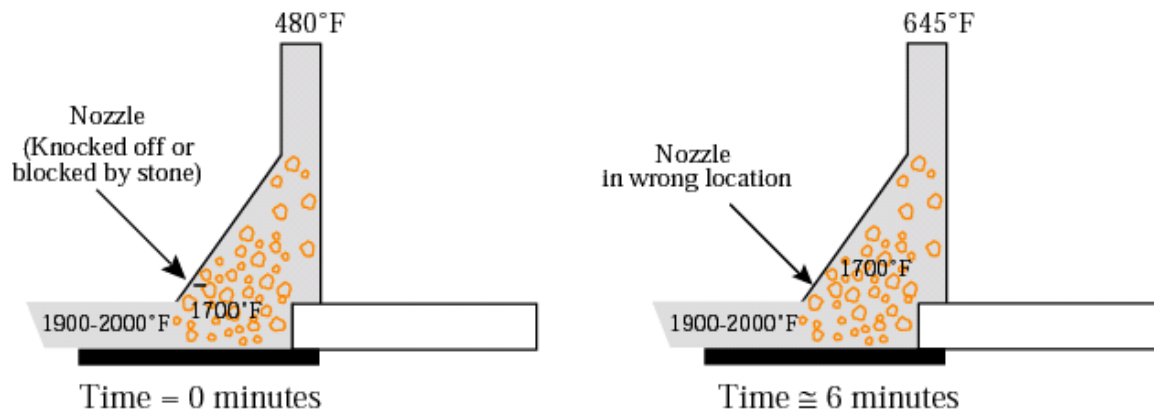 480°F
Nozzle
(Knocked off or
blocked by stone)
1700°F
1900-2000°F
Time = 0 minutes
645°F
Nozzle
in wrong location
1700°F
1900-2000°F
Time ≅ 6 minutes